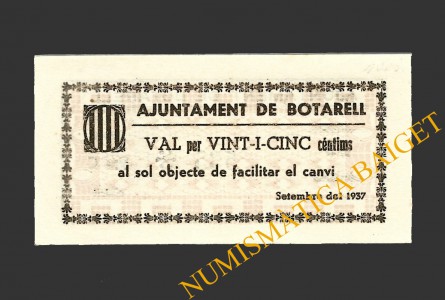 AJUNTAMENT DE BOTARELL
VAL per VINT-I-CINC cèntims
al sol objecte de facilitar el canvi
Setembre del 1937
NUMISMATICA BAIGET